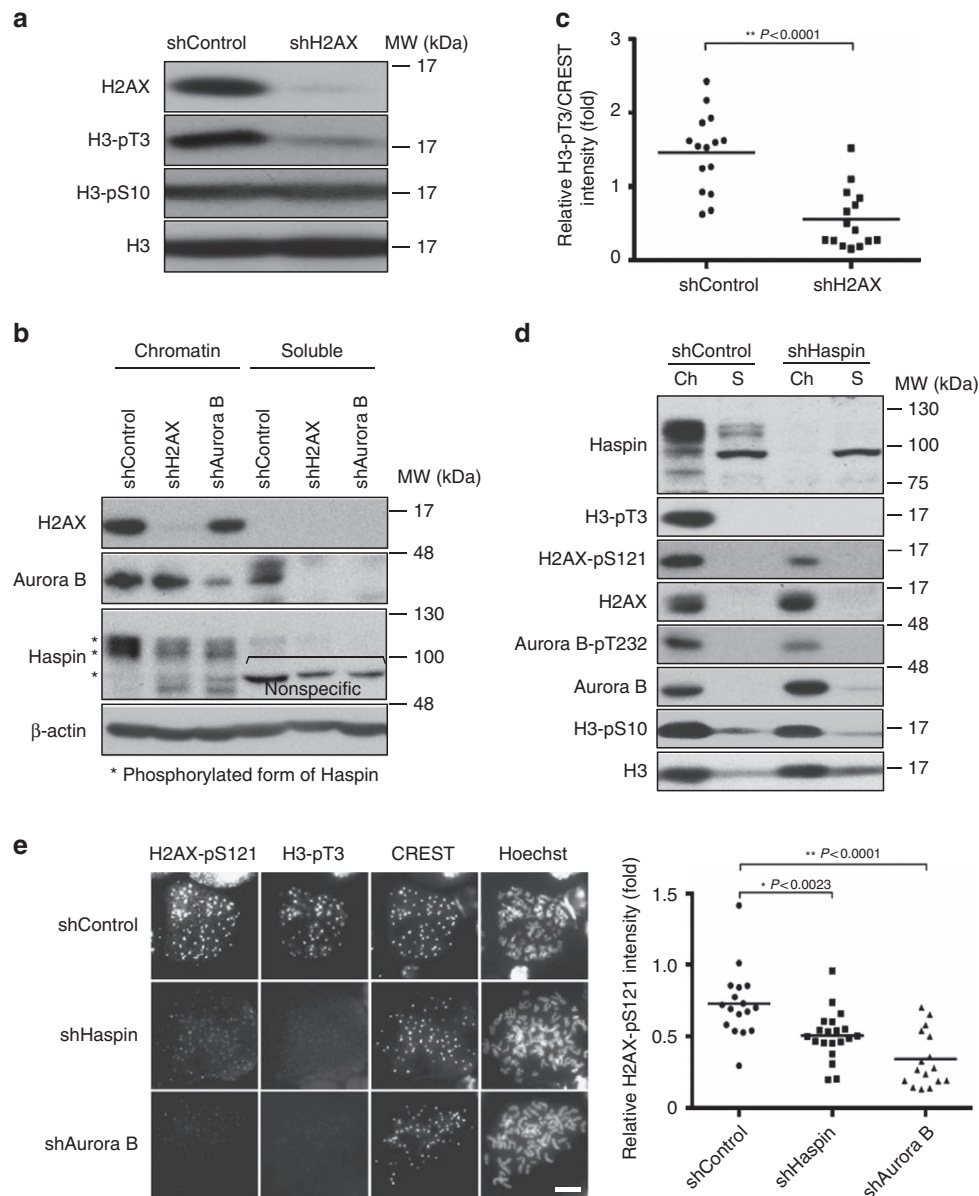 a
shControl shH2AX MW (kDa)
H2AX
17
H3-pT3
17
H3-pS10
17
H3
17
c
** P<0.0001
Relative H3-pT3/CREST
intensity (fold)
3
2
1
0
shControl shH2AX
b
Chromatin Soluble
shControl shH2AX shAurora B shControl shH2AX shAurora B
MW (kDa)
H2AX
17
48
Aurora B
130
Haspin
*
*
*
100
Nonspecific
48
β-actin
* Phosphorylated form of Haspin
d
shControl shHaspin
Ch S Ch S
MW (kDa)
130
Haspin
100
75
H3-pT3
17
H2AX-pS121
17
H2AX
17
48
Aurora B-pT232
48
Aurora B
H3-pS10
17
H3
17
e
H2AX-pS121 H3-pT3 CREST Hoechst
shControl
shHaspin
shAurora B
** P<0.0001
* P<0.0023
Relative H2AX-pS121 intensity (fold)
1.5
1.0
0.5
0
shControl shHaspin shAurora B